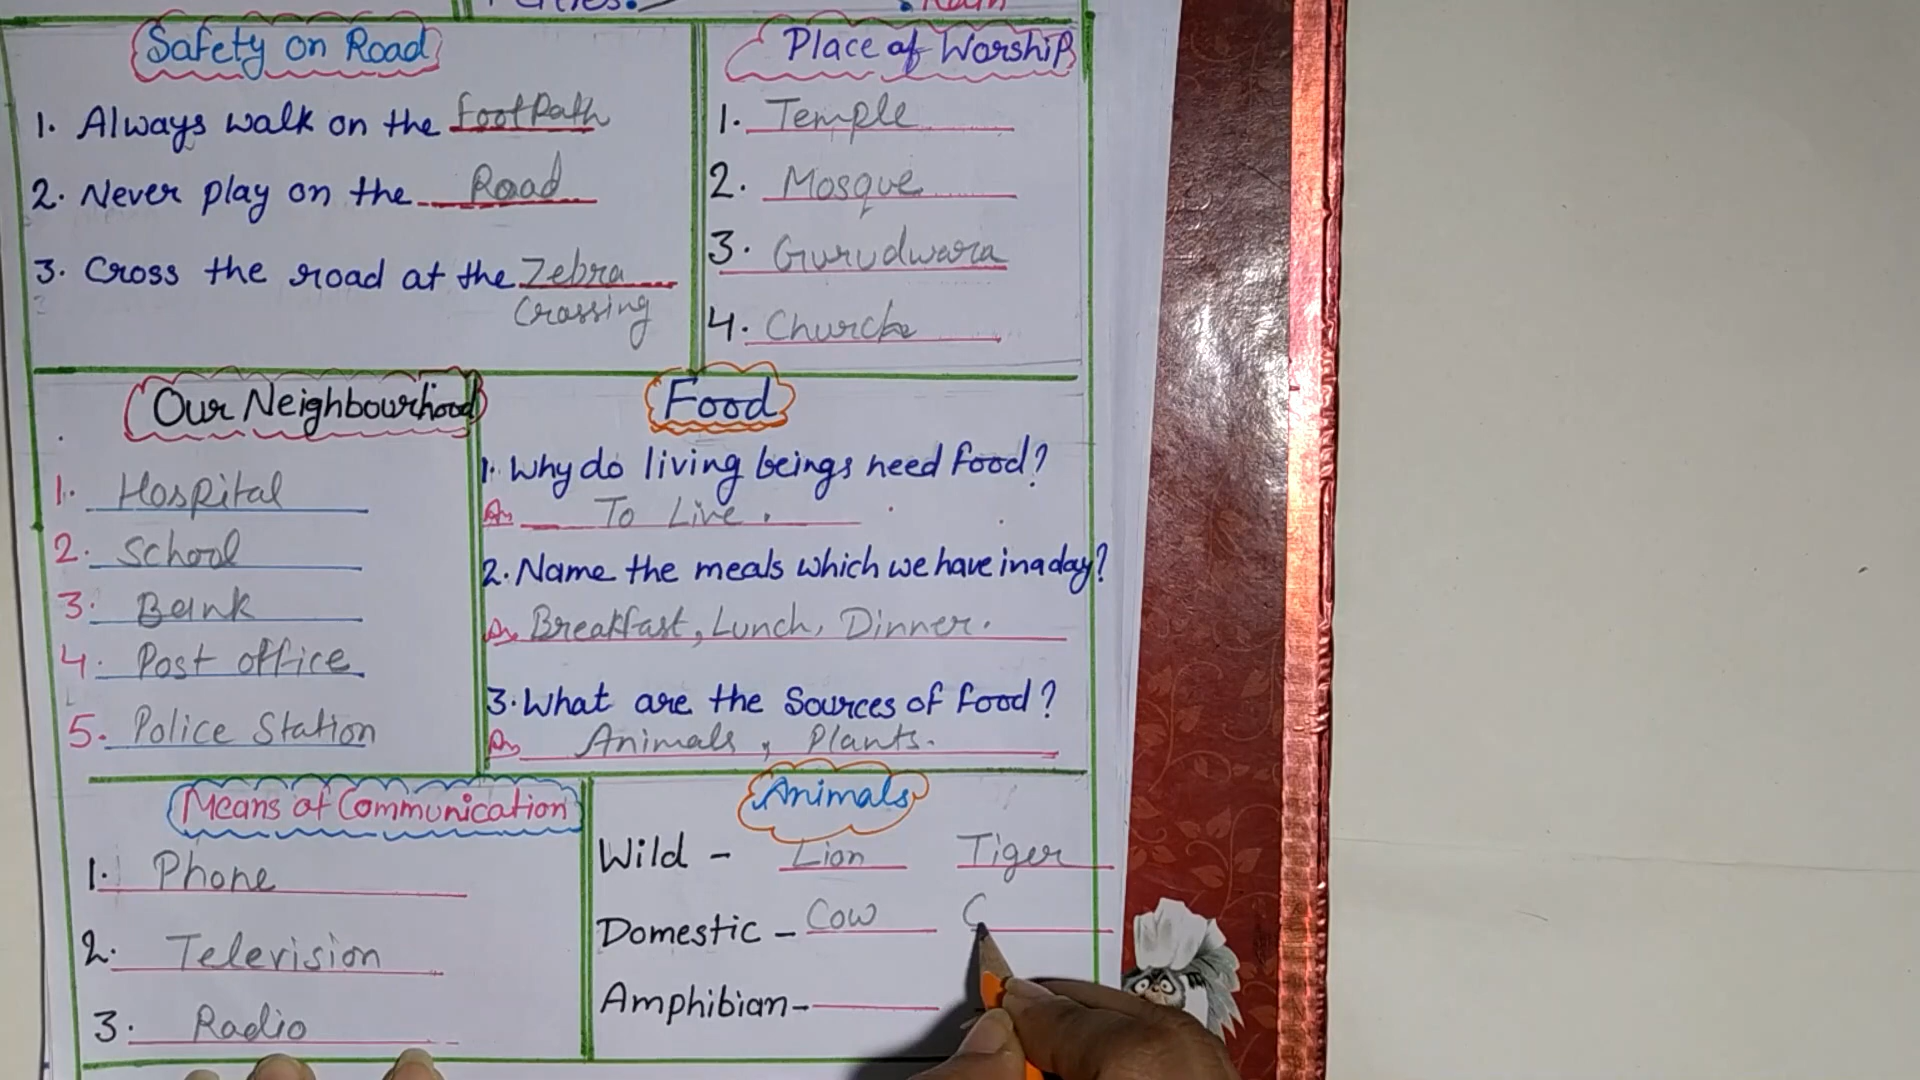 Safety on Road
1. Always walk on the FootPath
2. Never play on the Road
3. Cross the road at the Zebra
Crossing
Place of Worship
1. Temple
2. Mosque
3. Gurudwara
4. Church
Our Neighbourhood
1. Hospital
2. School
3. Bank
4. Post office
5. Police Station
Food
1. Why do living beings need food?
An To Live.
2. Name the meals which we have in a day?
An Breakfast, Lunch, Dinner.
3. What are the Sources of food?
An Animals, Plants.
Means of Communication
1. Phone
2. Television
3. Radio
Animals
Wild - Lion Tiger
Domestic - Cow C
Amphibian -